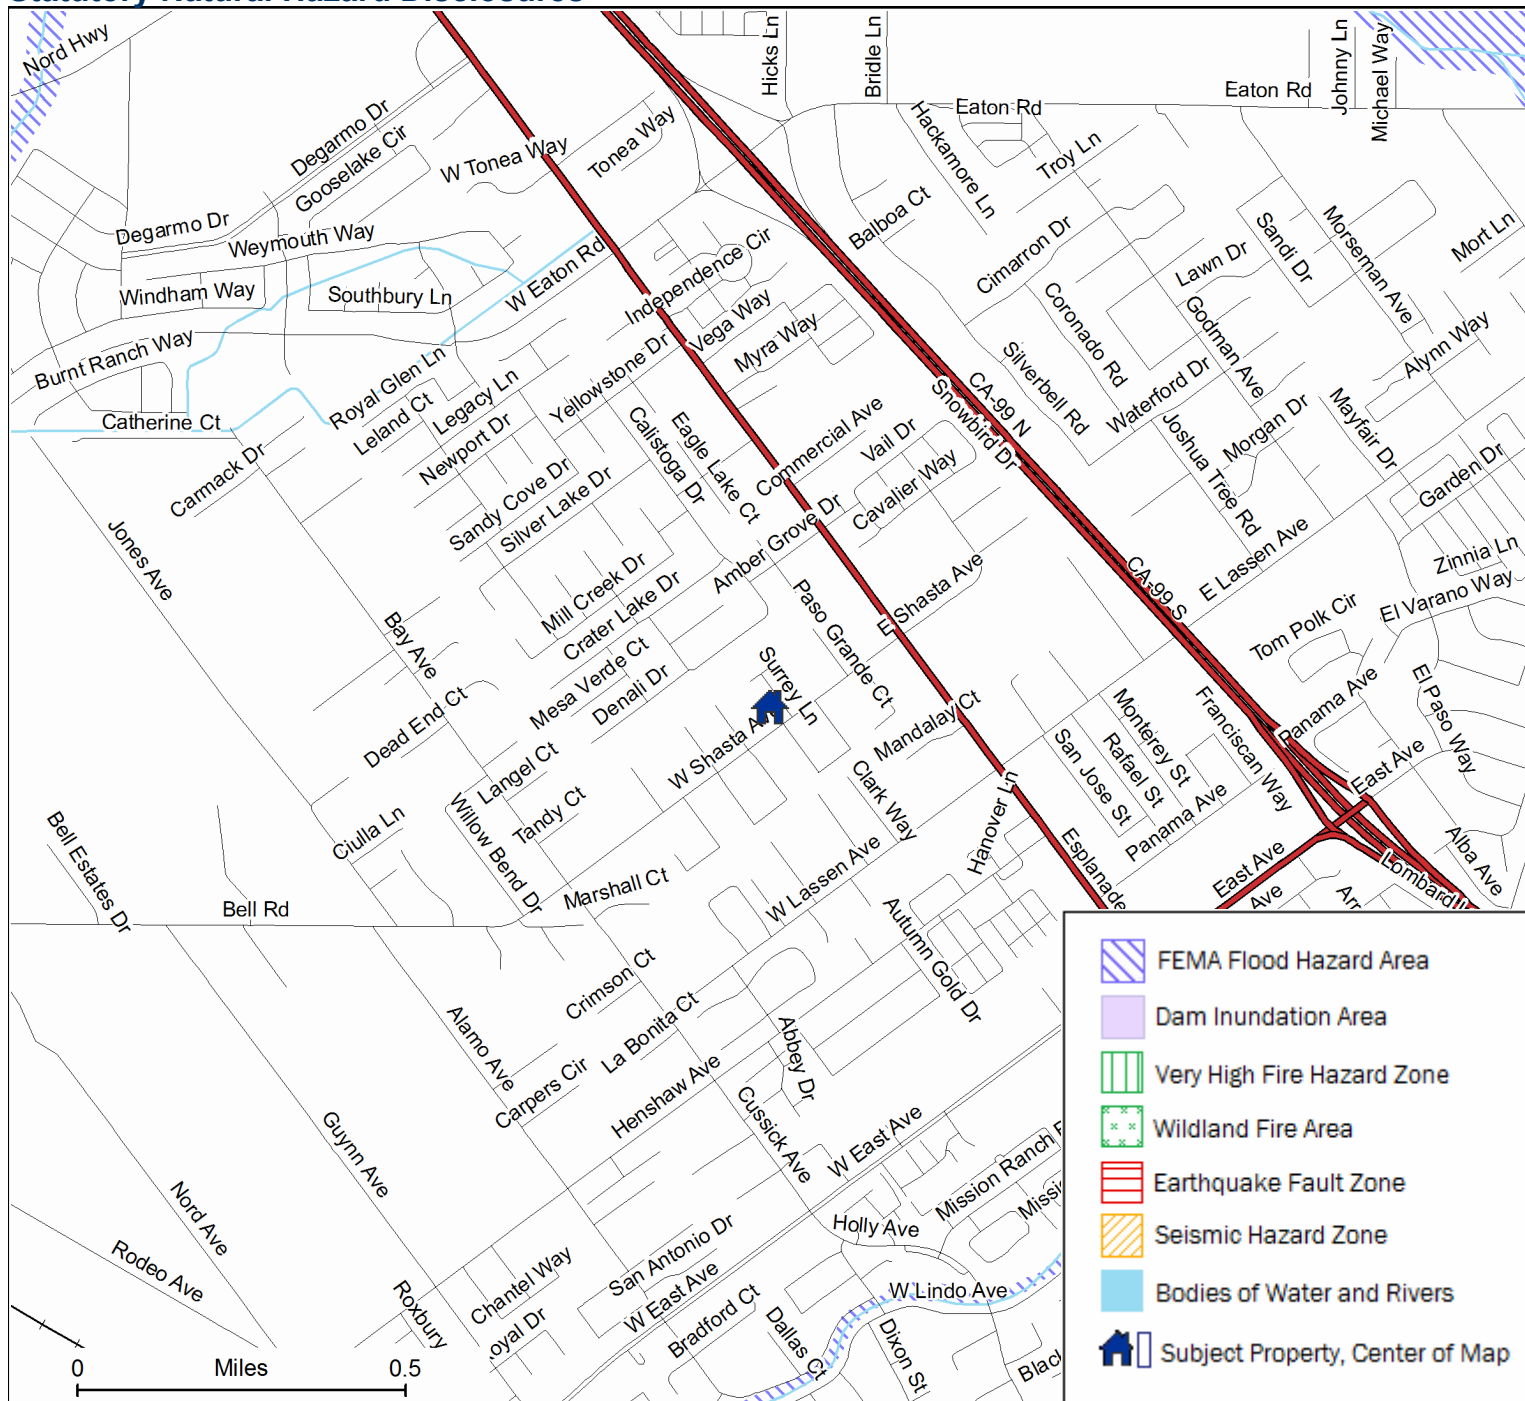 Statutory Natural Hazard Disclosures
Nord Hwy
Hicks Ln
Bridle Ln
Johnny Ln
Michael Way
Eaton Rd
Eaton Rd
Degarmo Dr
Gooselake Cir
W Tonea Way
Tonea Way
Hackamore Ln
Troy Ln
Degarmo Dr
Weymouth Way
Balboa Ct
Cimarron Dr
Sandi Dr
Morseman Ave
Mort Ln
Lawn Dr
Windham Way
Southbury Ln
W Eaton Rd
Independence Cir
Vega Way
Myra Way
Coronado Rd
Godman Ave
Alynn Way
Burnt Ranch Way
Royal Glen Ln
Leland Ct
Legacy Ln
Newport Dr
Yellowstone Dr
Silverbell Rd
Waterford Dr
CA-99 N
Snowbird Dr
Catherine Ct
Carmack Dr
Calistoga Dr
Eagle Lake Ct
Commercial Ave
Vail Dr
Cavalier Way
Joshua Tree Rd
Morgan Dr
Mayfair Dr
Garden Dr
Sandy Cove Dr
Silver Lake Dr
Amber Grove Dr
Jones Ave
E Lassen Ave
Zinnia Ln
El Varano Way
Mill Creek Dr
Crater Lake Dr
Paso Grande Ct
E Shasta Ave
CA-99 S
Tom Polk Cir
Bay Ave
Mesa Verde Ct
Denali Dr
Surrey Ln
Dead End Ct
W Shasta Ave
Mandalay Ct
Monterey St
Rafael St
San Jose St
Franciscan Way
Panama Ave
El Paso Way
East Ave
Langel Ct
Tandy Ct
Willow Bend Dr
Ciulla Ln
Clark Way
Hanover Ln
Panama Ave
Esplanade
East Ave
Ave
Lombard
Alba Ave
Bell Estates Dr
Bell Rd
Marshall Ct
W Lassen Ave
Autumn Gold Dr
Crimson Ct
La Bonita Ct
Alamo Ave
Carpers Cir
Henshaw Ave
Abbey Dr
Cussick Ave
Guynn Ave
W East Ave
Mission Ranch
Missi
Nord Ave
Rodeo Ave
Holly Ave
W Lindo Ave
San Antonio Dr
W East Ave
Chantel Way
Roxbury
oyal Dr
Bradford Ct
Dallas Ct
Dixon St
Black
FEMA Flood Hazard Area
Dam Inundation Area
Very High Fire Hazard Zone
Wildland Fire Area
Earthquake Fault Zone
Seismic Hazard Zone
Bodies of Water and Rivers
Subject Property, Center of Map
0 Miles 0.5